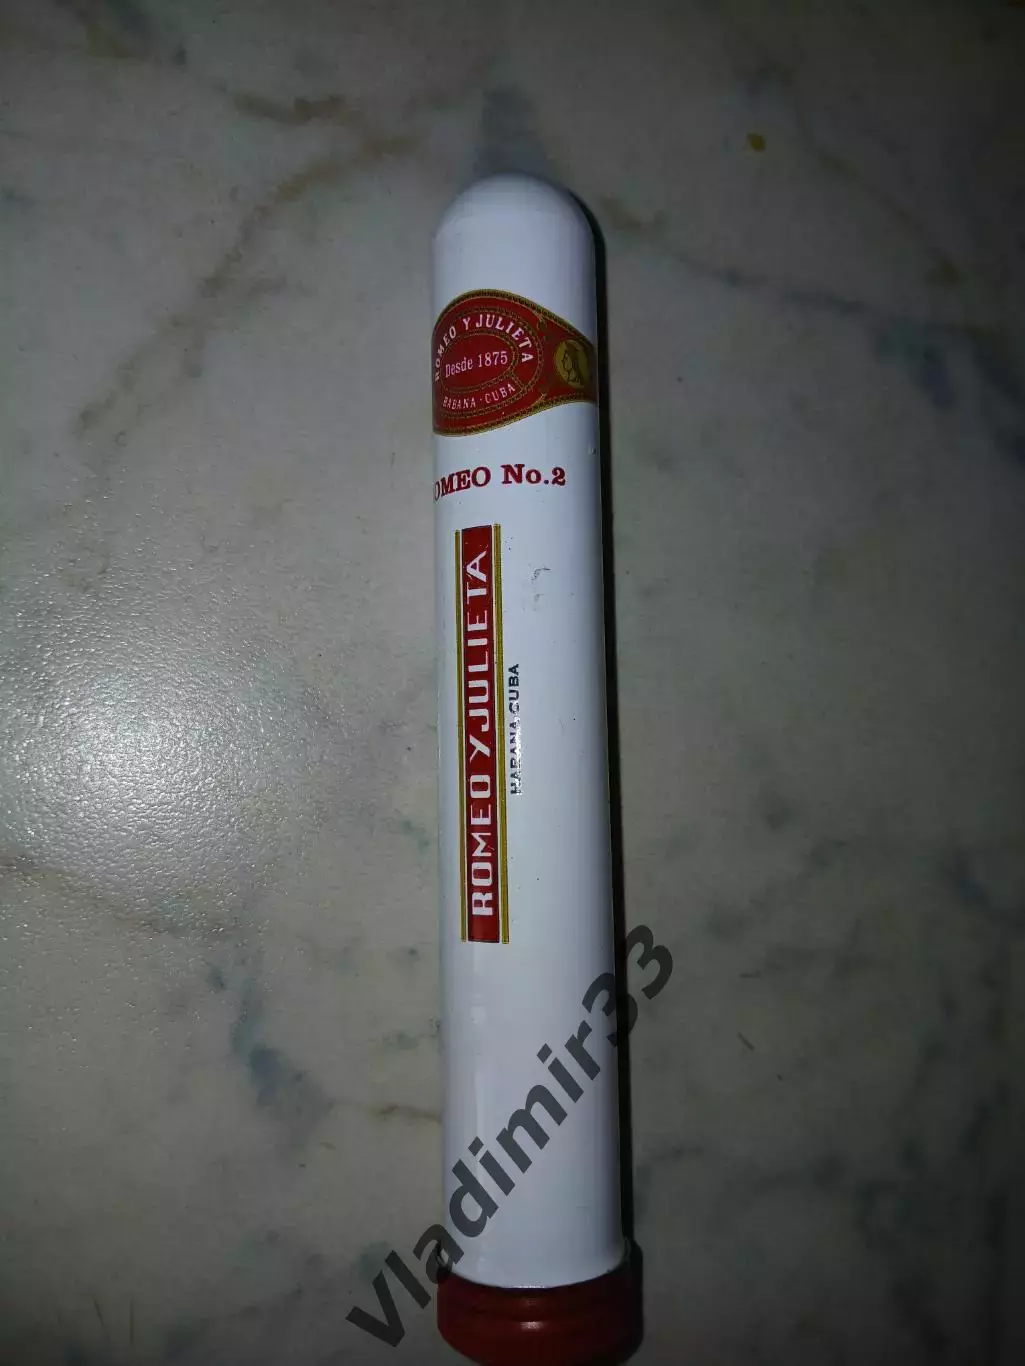 ROMEO Y JULIETA
Desde 1875
HABANA - CUBA
OMEO No.2
ROMEO Y JULIETA
HABANA, CUBA
vladimir33